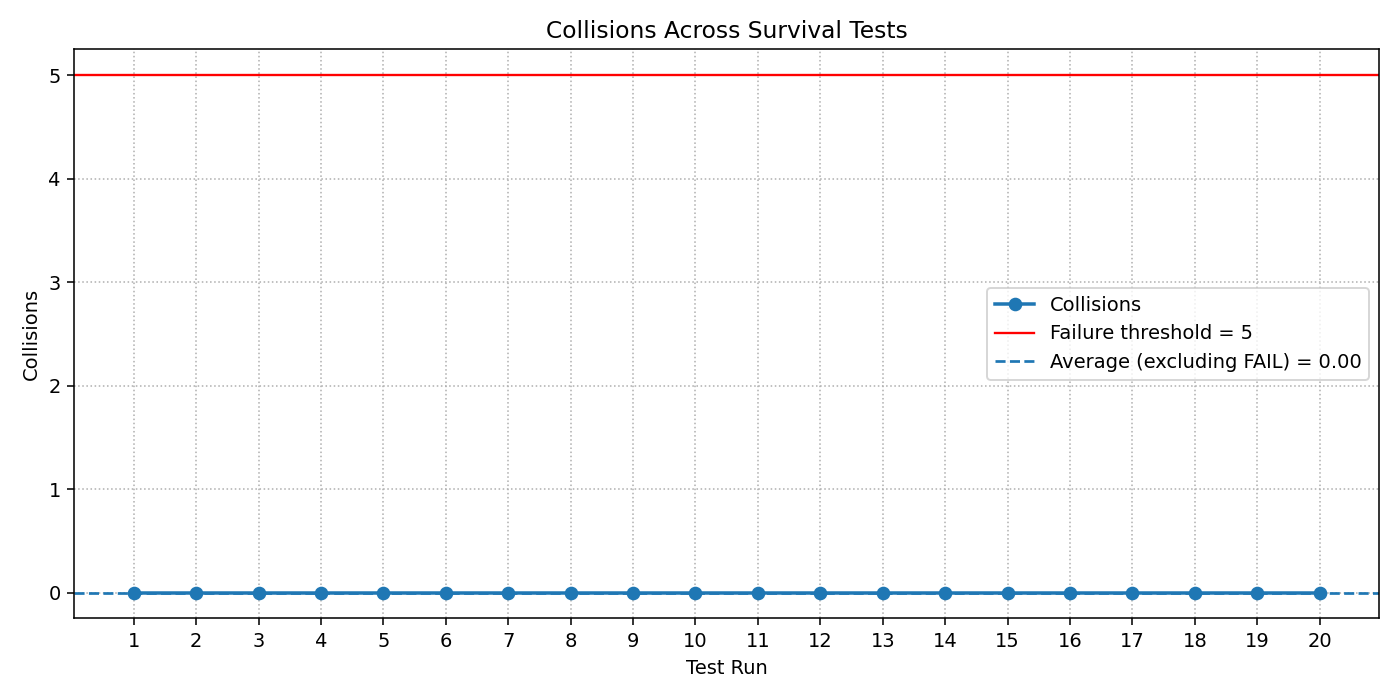 Collisions Across Survival Tests
Collisions
5
4
3
2
1
0
Collisions
Failure threshold = 5
Average (excluding FAIL) = 0.00
1 2 3 4 5 6 7 8 9 10 11 12 13 14 15 16 17 18 19 20
Test Run